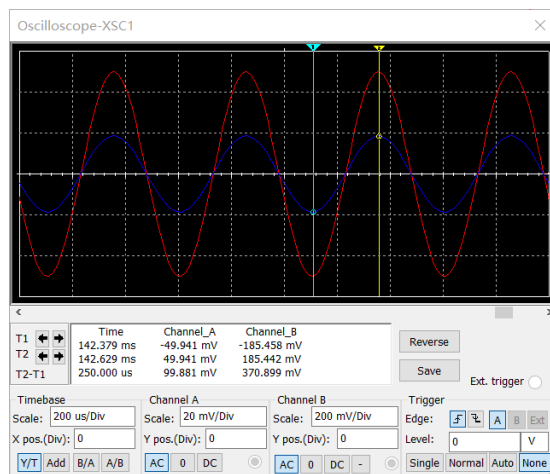 Oscilloscope-XSC1
1
2
T1
T2
T2-T1
Time Channel_A Channel_B
142.379 ms -49.941 mV -185.458 mV
142.629 ms 49.941 mV 185.442 mV
250.000 us 99.881 mV 370.899 mV
Reverse
Save
Ext. trigger
Timebase
Scale: 200 us/Div
X pos.(Div): 0
Y/T Add B/A A/B
Channel A
Scale: 20 mV/Div
Y pos.(Div): 0
AC 0 DC
Channel B
Scale: 200 mV/Div
Y pos.(Div): 0
AC 0 DC -
Trigger
Edge: A B Ext
Level: 0 V
Single Normal Auto None